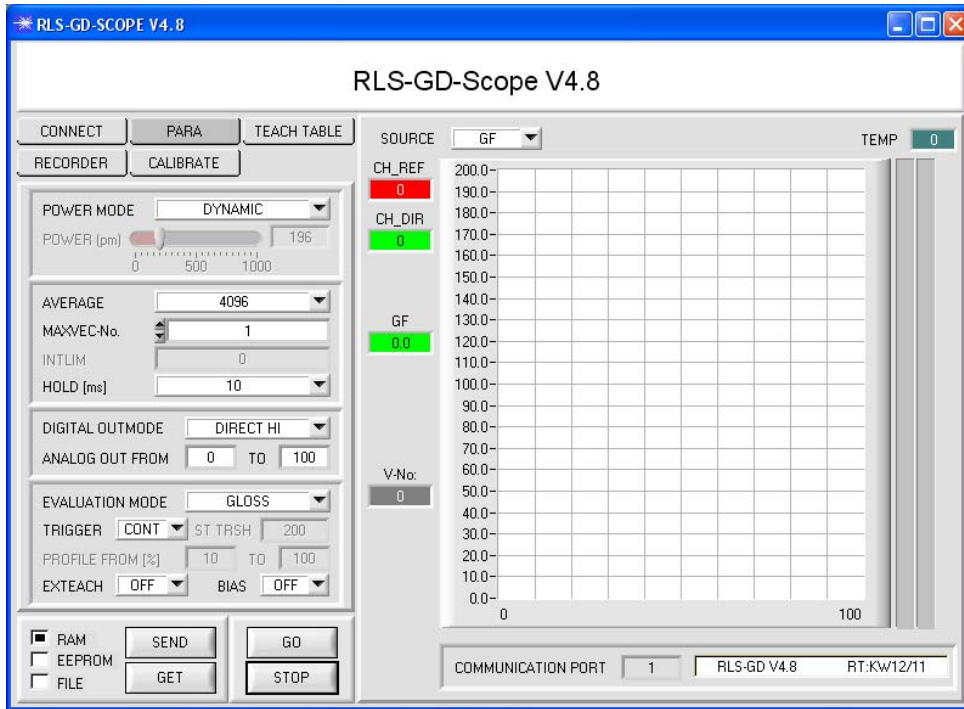 RLS-GD-SCOPE V4.8
RLS-GD-Scope V4.8
CONNECT PARA TEACH TABLE
RECORDER CALIBRATE
POWER MODE DYNAMIC
POWER (pm) 196
0 500 1000
AVERAGE 4096
MAXVEC-No. 1
INTLIM 0
HOLD [ms] 10
DIGITAL OUTMODE DIRECT HI
ANALOG OUT FROM 0 TO 100
EVALUATION MODE GLOSS
TRIGGER CONT ST TRSH 200
PROFILE FROM [%] 10 TO 100
EXTEACH OFF BIAS OFF
RAM
EEPROM
FILE
SEND
GET
GO
STOP
SOURCE GF
TEMP 0
CH_REF
0
CH_DIR
0
GF
0.0
V-No:
0
200.0
190.0
180.0
170.0
160.0
150.0
140.0
130.0
120.0
110.0
100.0
90.0
80.0
70.0
60.0
50.0
40.0
30.0
20.0
10.0
0.0
0 100
COMMUNICATION PORT 1 RLS-GD V4.8 RT:KW12/11